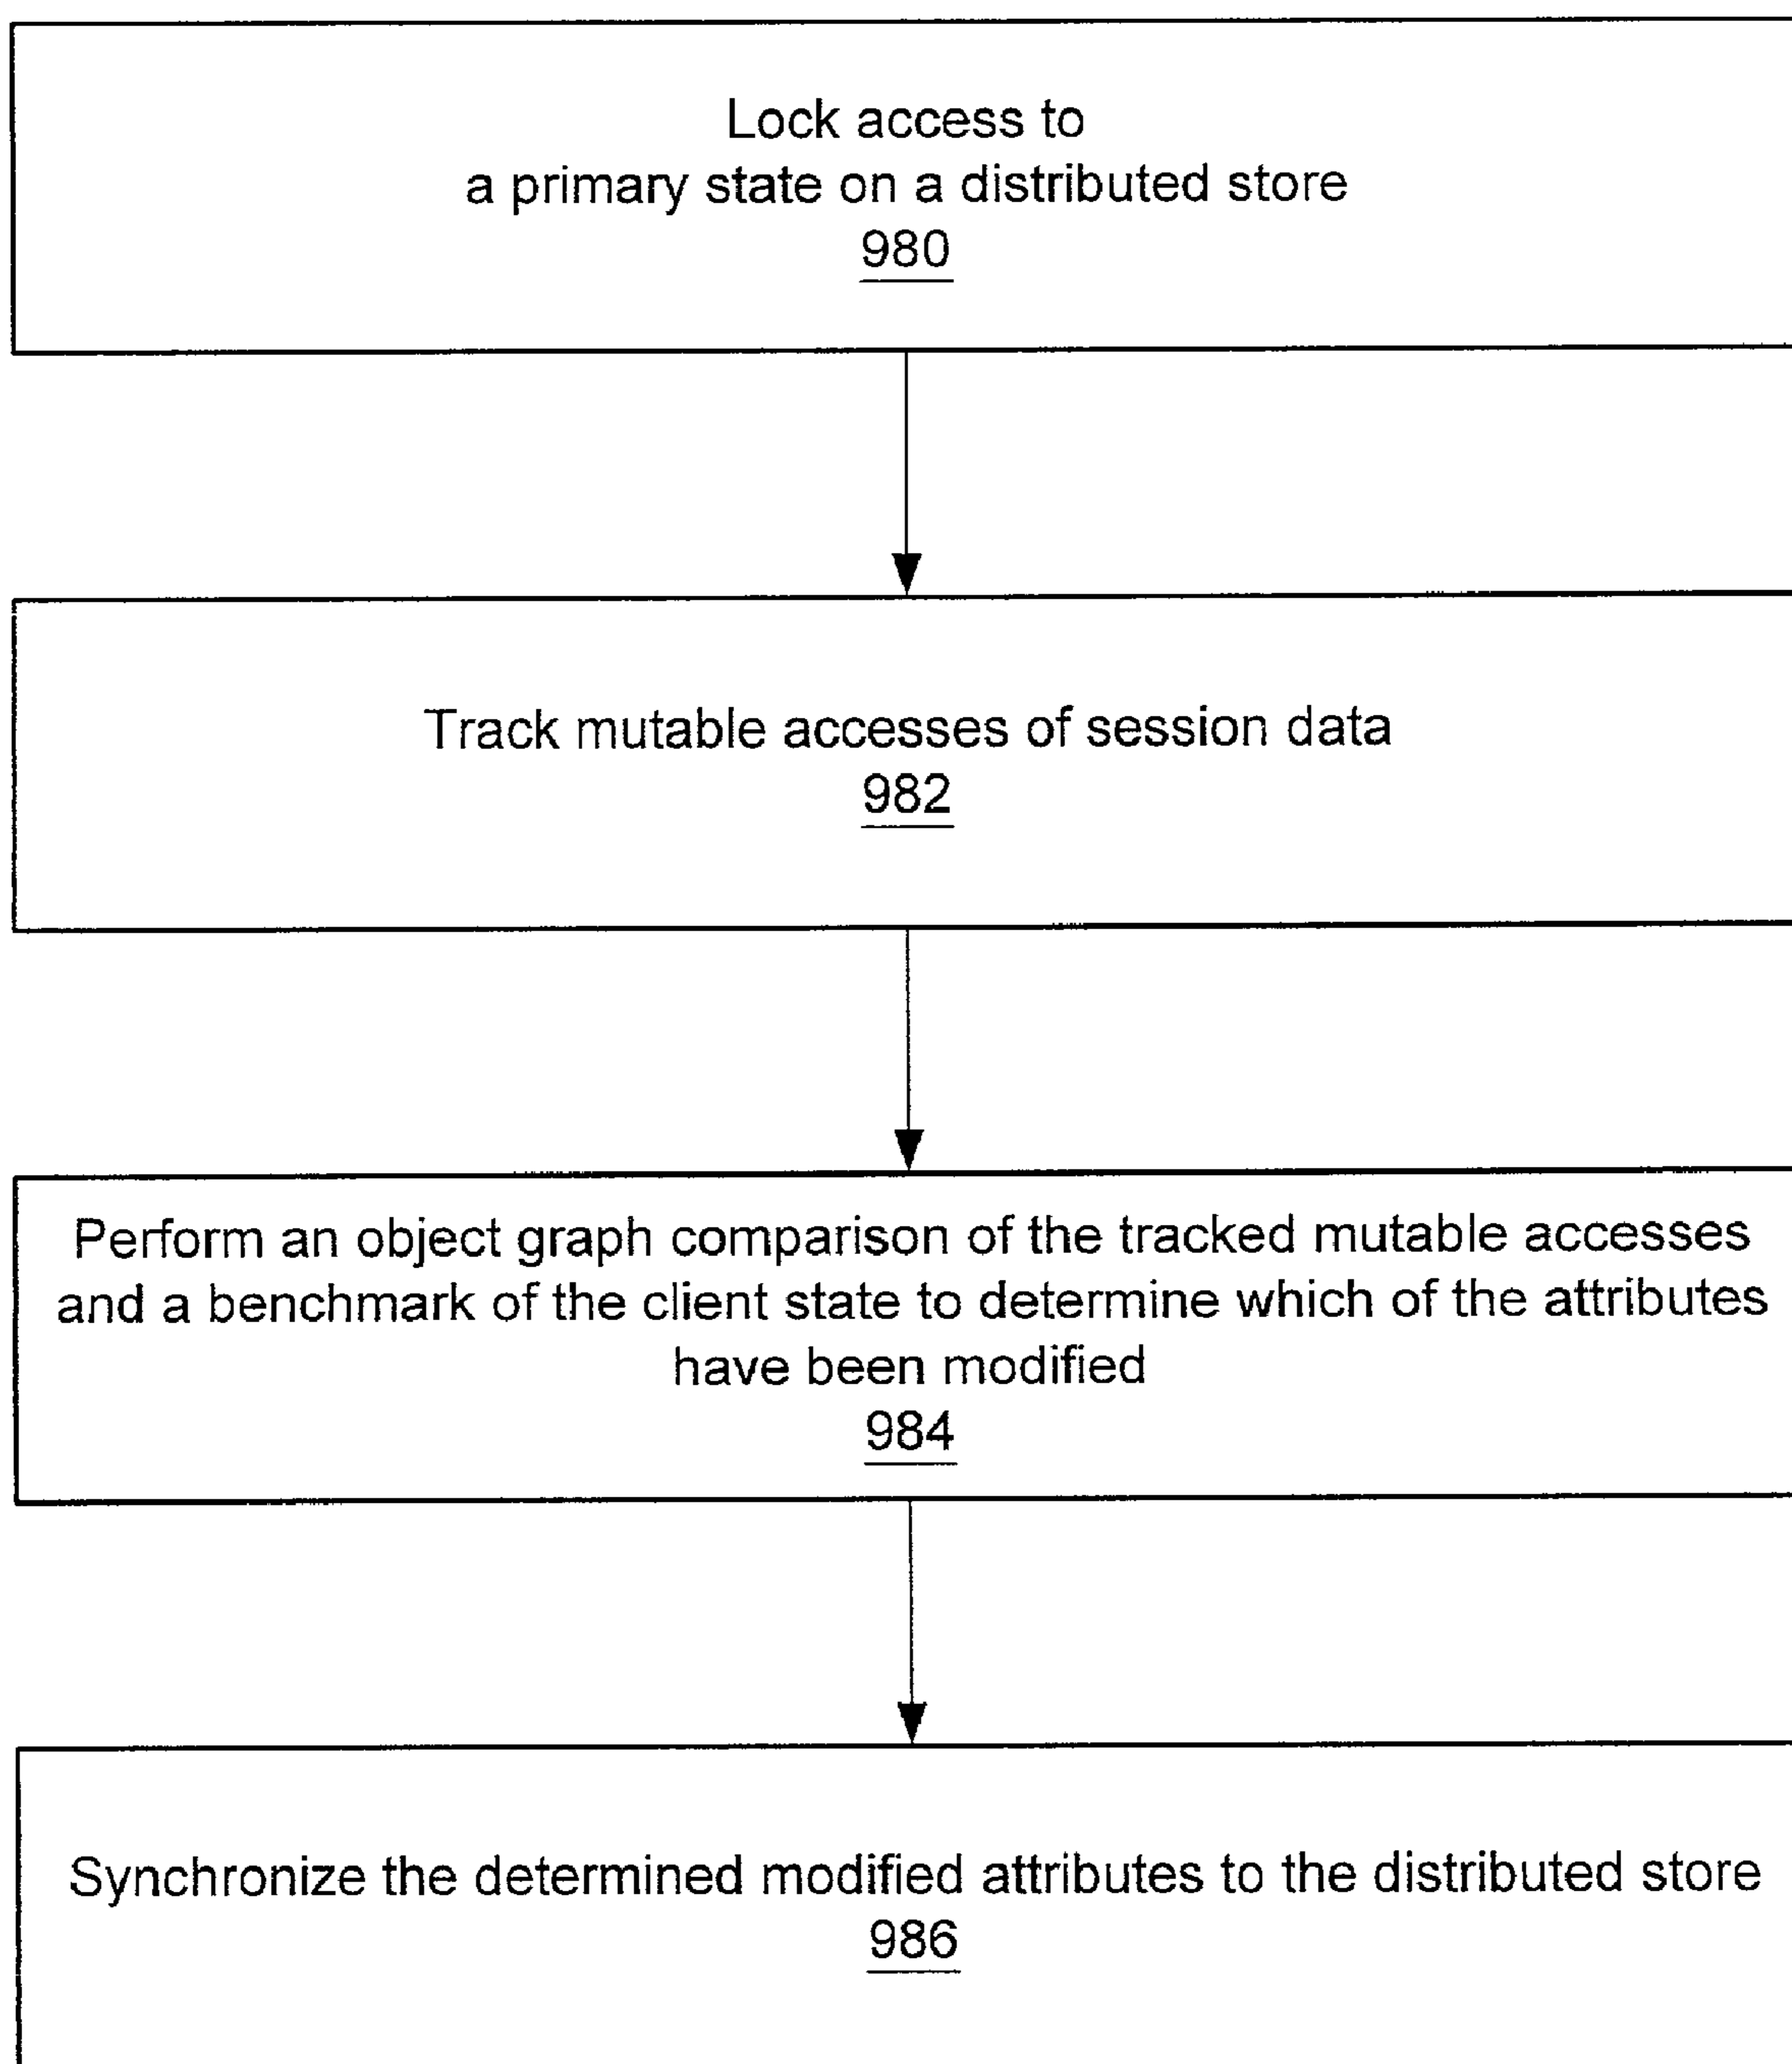 Lock access to
a primary state on a distributed store
980
Track mutable accesses of session data
982
Perform an object graph comparison of the tracked mutable accesses
and a benchmark of the client state to determine which of the attributes
have been modified
984
Synchronize the determined modified attributes to the distributed store
986